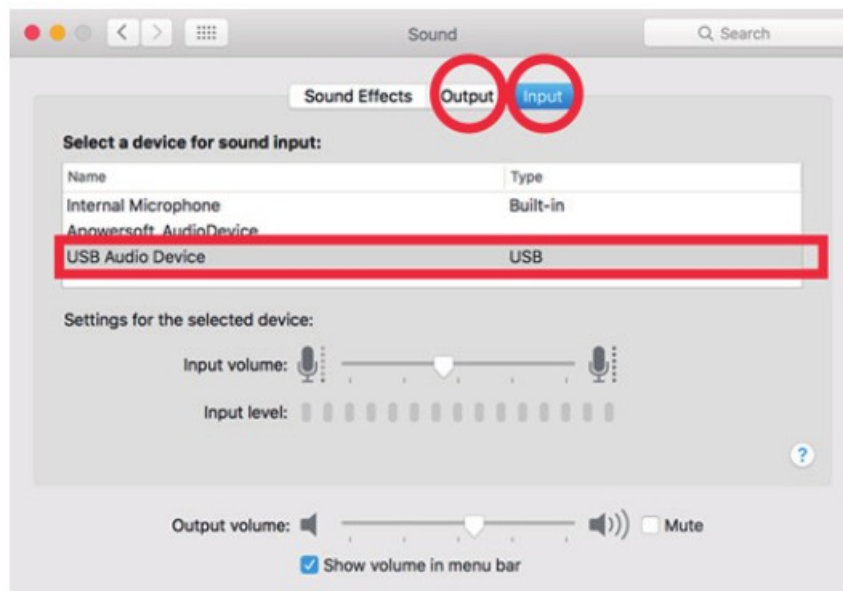 Sound
Search
Sound Effects Output Input
Select a device for sound input:
Name Type
Internal Microphone Built-in
Apowersoft_AudioDevice
USB Audio Device USB
Settings for the selected device:
Input volume:
Input level:
?
Output volume: Mute
Show volume in menu bar